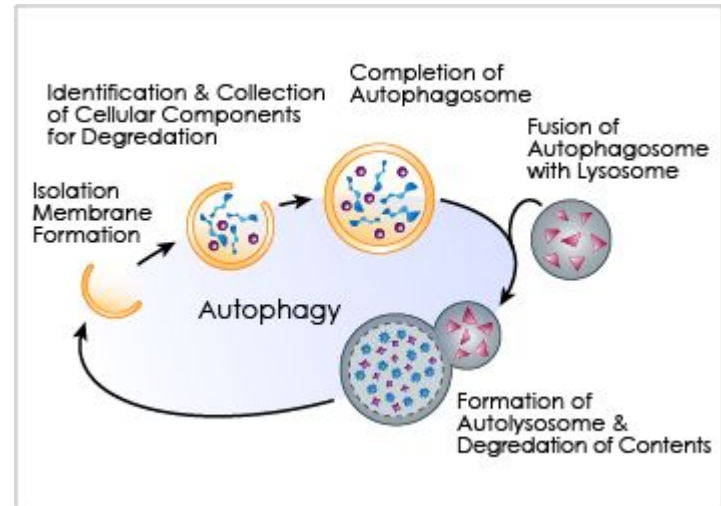 Identification & Collection
of Cellular Components
for Degredation
Completion of
Autophagosome
Fusion of
Autophagosome
with Lysosome
Isolation
Membrane
Formation
Autophagy
Formation of
Autolysosome &
Degredation of Contents